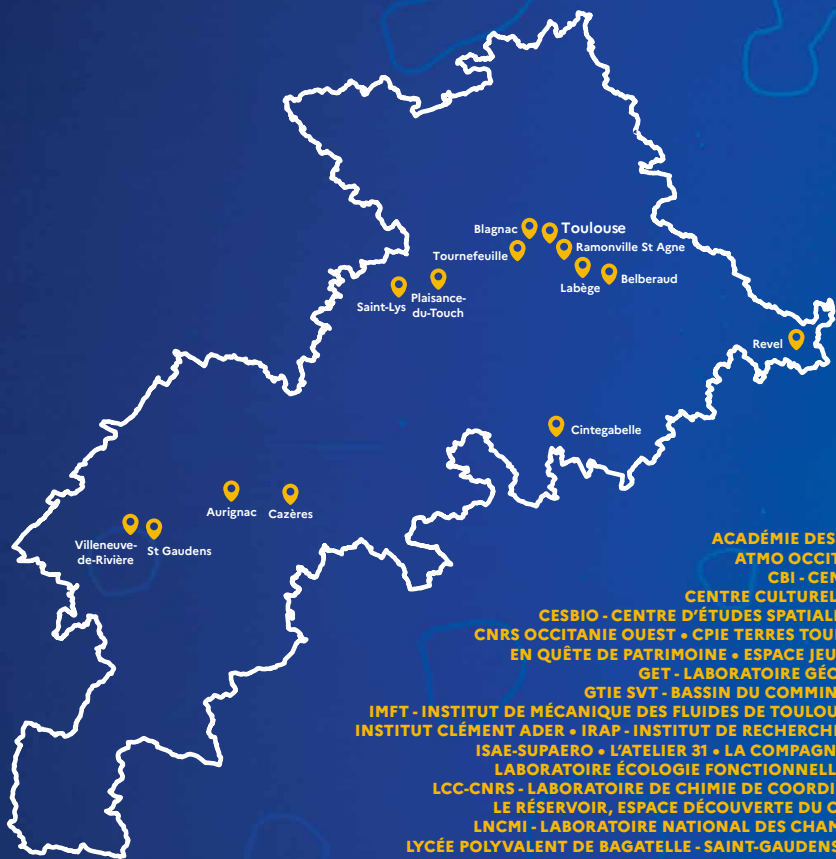 Blagnac
Toulouse
Tournefeuille
Ramonville St Agne
Labège
Belberaud
Saint-Lys
Plaisance-
du-Touch
Revel
Cintegabelle
Aurignac
Cazères
Villeneuve-
de-Rivière
St Gaudens
ACADÉMIE DES
ATMO OCCIT
CBI - CEN
CENTRE CULTUREL
CESBIO - CENTRE D'ÉTUDES SPATIAL
CNRS OCCITANIE OUEST • CPIE TERRES TOU
EN QUÊTE DE PATRIMOINE • ESPACE JEU
GET - LABORATOIRE GÉO
GTIE SVT - BASSIN DU COMMIN
IMFT - INSTITUT DE MÉCANIQUE DES FLUIDES DE TOULOU
INSTITUT CLÉMENT ADER • IRAP - INSTITUT DE RECHERCH
ISAE-SUPAERO • L'ATELIER 31 • LA COMPAGN
LABORATOIRE ÉCOLOGIE FONCTIONNELL
LCC-CNRS - LABORATOIRE DE CHIMIE DE COORDI
LE RÉSERVOIR, ESPACE DÉCOUVERTE DU C
LNCMI - LABORATOIRE NATIONAL DES CHAM
LYCÉE POLYVALENT DE BAGATELLE - SAINT-GAUDENS